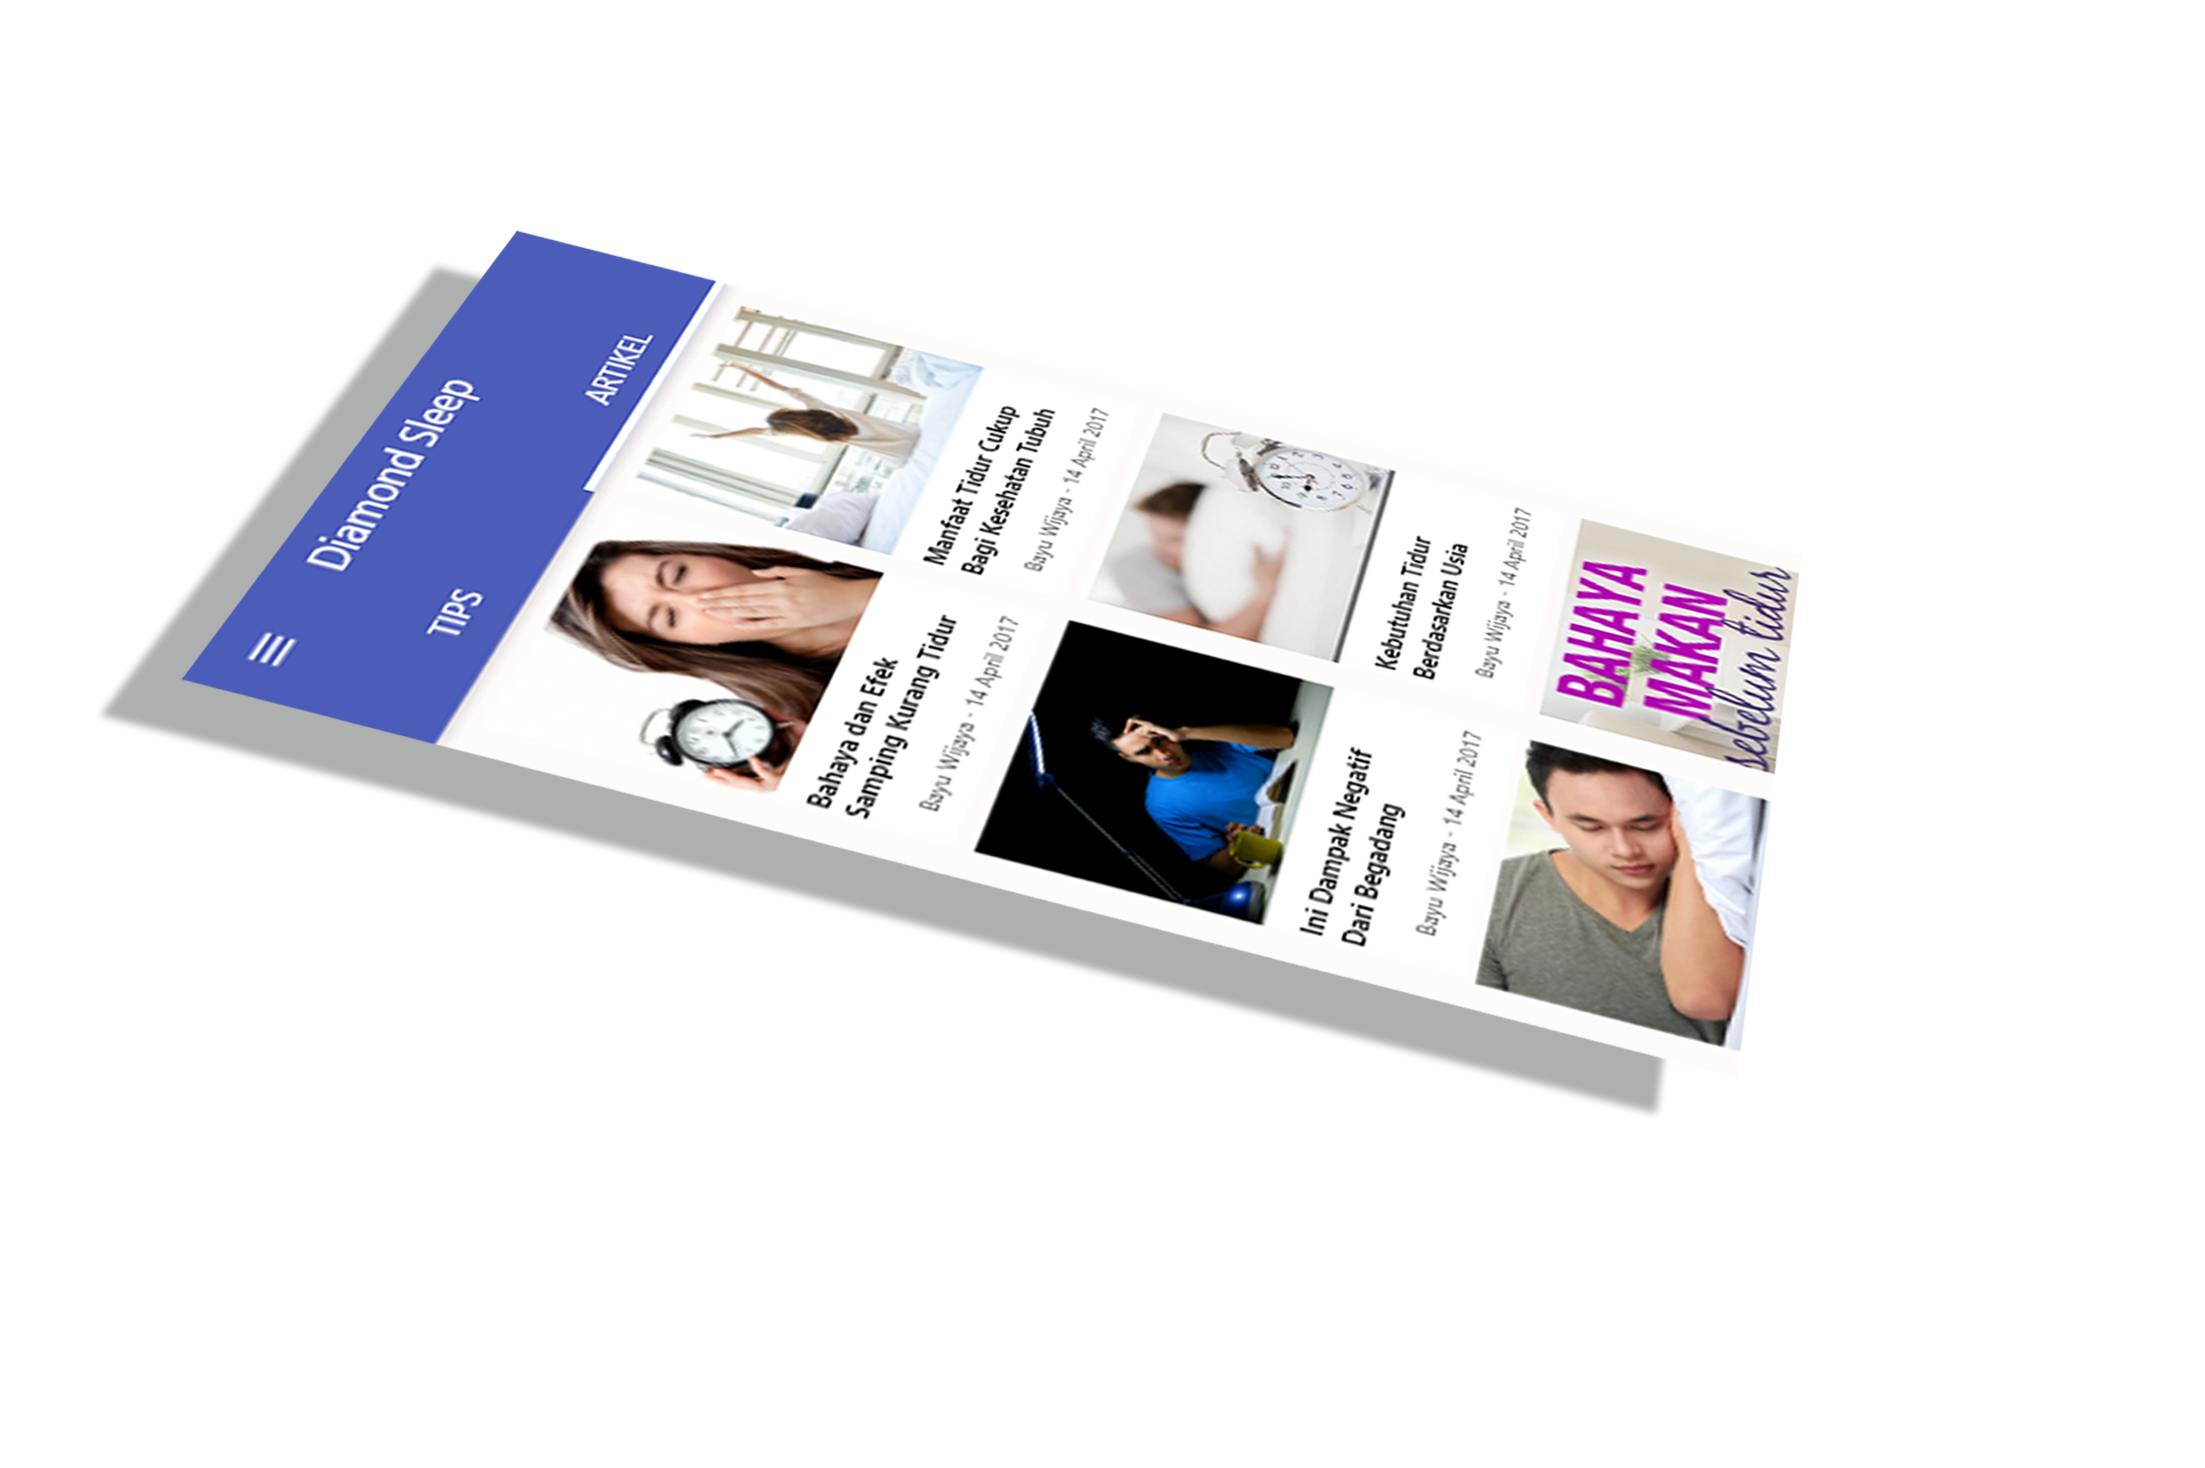 Diamond Sleep
TIPS
ARTIKEL
Bahaya dan Efek
Samping Kurang Tidur
Bayu Wijaya - 14 April 2017
Manfaat Tidur Cukup
Bagi Kesehatan Tubuh
Bayu Wijaya - 14 April 2017
Ini Dampak Negatif
Dari Begadang
Bayu Wijaya - 14 April 2017
Kebutuhan Tidur
Berdasarkan Usia
Bayu Wijaya - 14 April 2017
BAHAYA
MAKAN
sebelum tidur